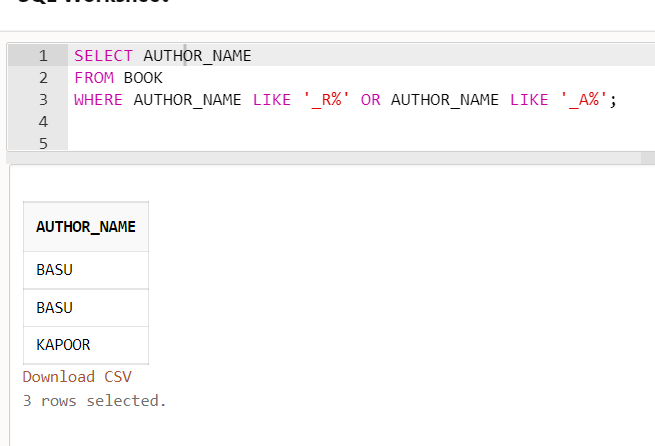 SQL Worksheet
1 SELECT AUTHOR_NAME
2 FROM BOOK
3 WHERE AUTHOR_NAME LIKE '_R%' OR AUTHOR_NAME LIKE '_A%';
4
5
AUTHOR_NAME
BASU
BASU
KAPOOR
Download CSV
3 rows selected.